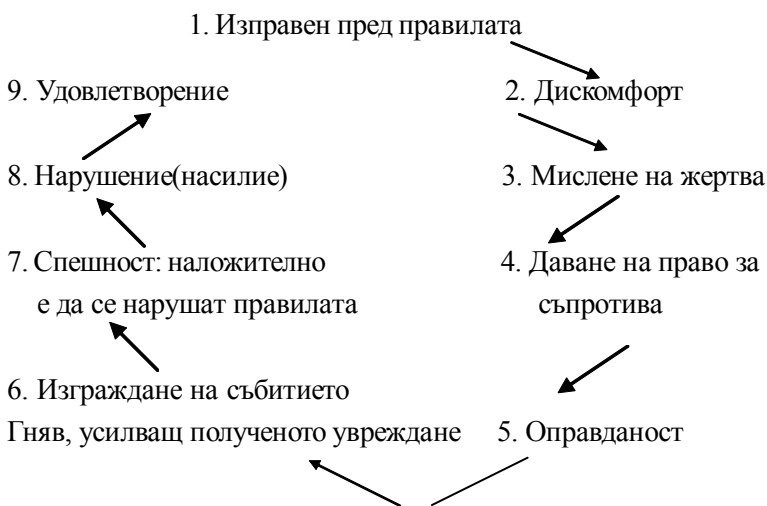 1. Изправен пред правилата
9. Удовлетворение
2. Дискомфорт
8. Нарушение(насилие)
3. Мислене на жертва
7. Спешност: наложително
е да се нарушат правилата
4. Даване на право за
съпротива
6. Изграждане на събитието
Гняв, усилващ полученото увреждане
5. Оправданост